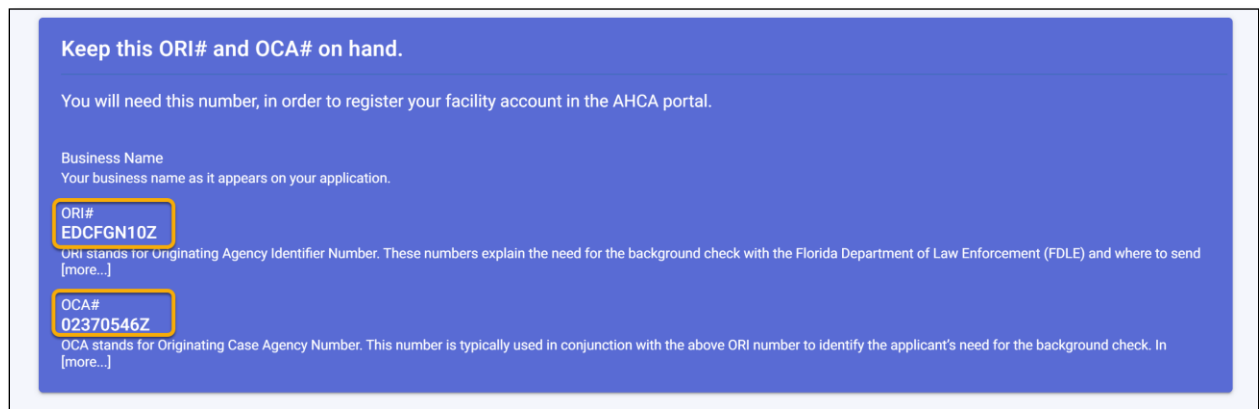 Keep this ORI# and OCA# on hand.
You will need this number, in order to register your facility account in the AHCA portal.
Business Name
Your business name as it appears on your application.
ORI#
EDCFGN10Z
ORI stands for Originating Agency Identifier Number. These numbers explain the need for the background check with the Florida Department of Law Enforcement (FDLE) and where to send
[more...]
OCA#
02370546Z
OCA stands for Originating Case Agency Number. This number is typically used in conjunction with the above ORI number to identify the applicant's need for the background check. In
[more...]